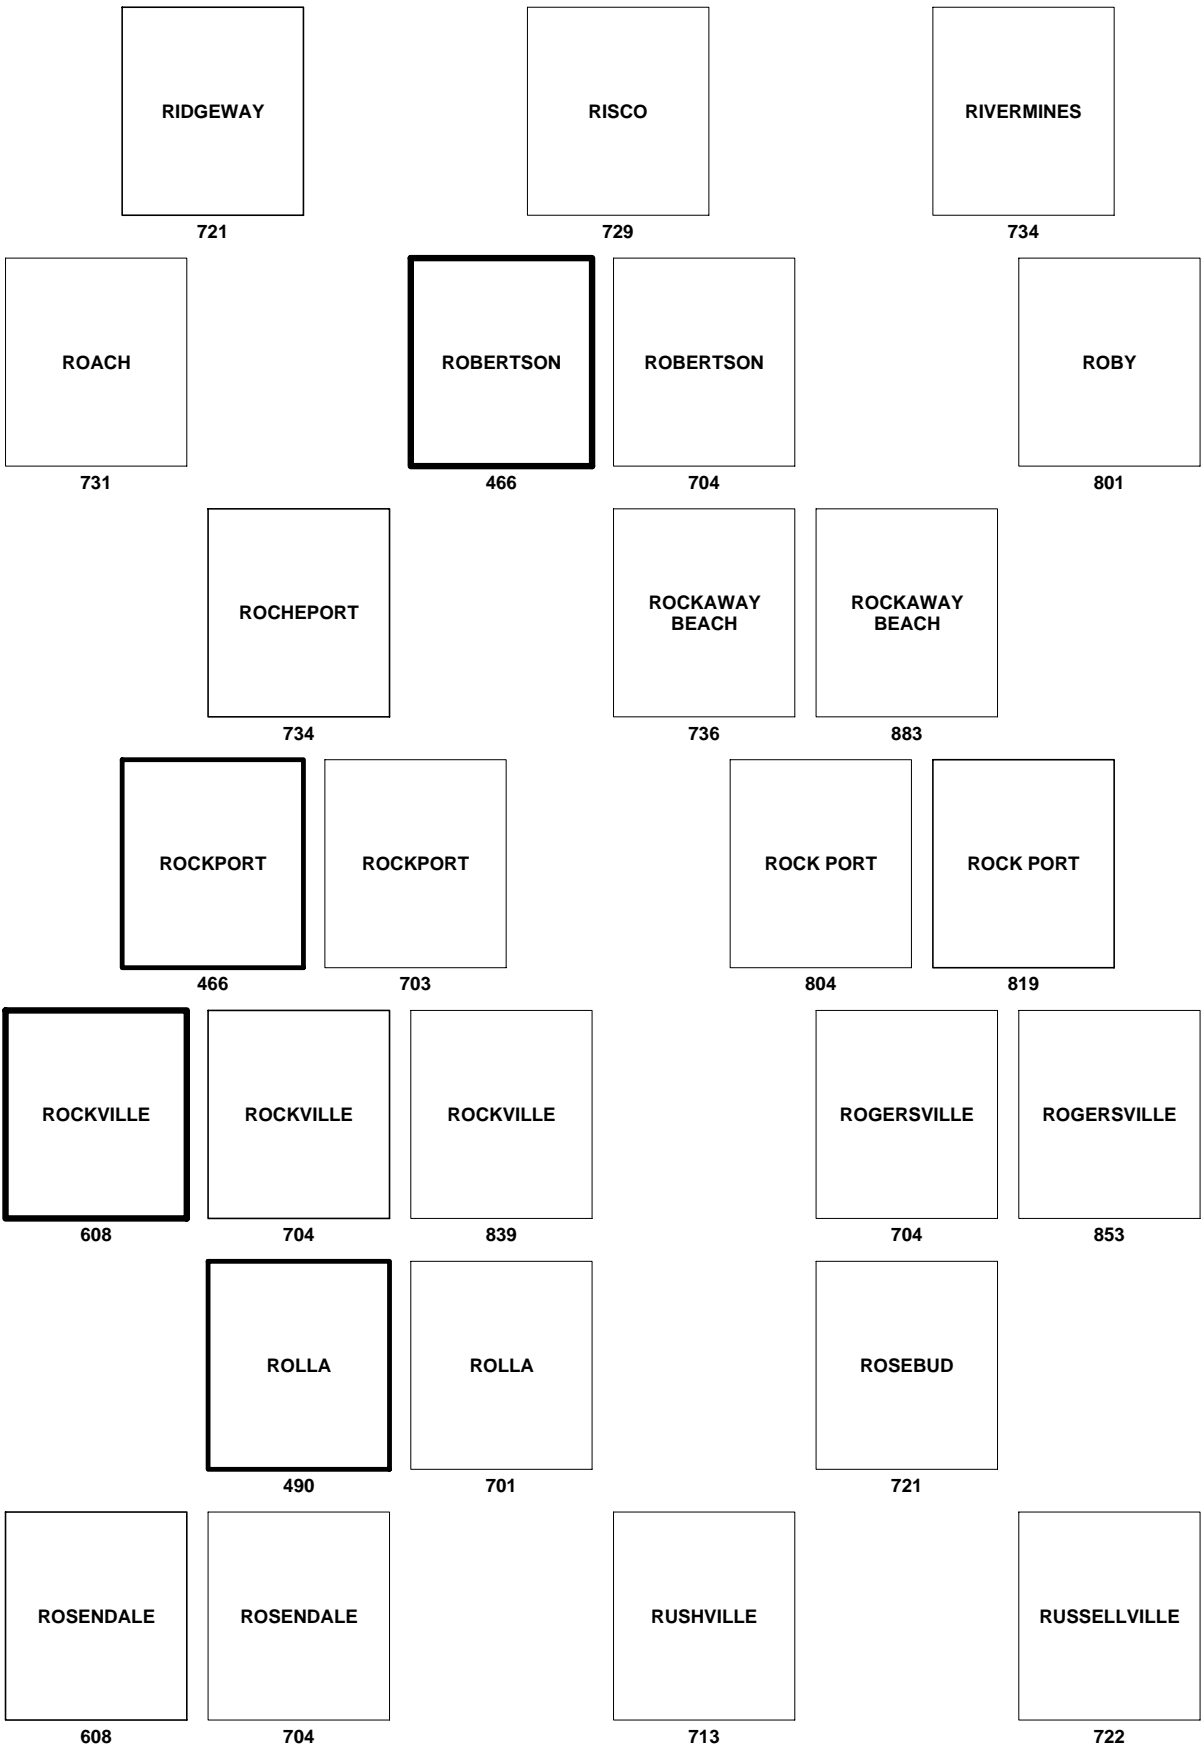 RIDGEWAY
RISCO
RIVERMINES
721
729
734
ROACH
ROBERTSON
ROBERTSON
ROBY
731
466
704
801
ROCHEPORT
ROCKAWAY
BEACH
ROCKAWAY
BEACH
734
736
883
ROCKPORT
ROCKPORT
ROCK PORT
ROCK PORT
466
703
804
819
ROCKVILLE
ROCKVILLE
ROCKVILLE
ROGERSVILLE
ROGERSVILLE
608
704
839
704
853
ROLLA
ROLLA
ROSEBUD
490
701
721
ROSENDALE
ROSENDALE
RUSHVILLE
RUSSELLVILLE
608
704
713
722